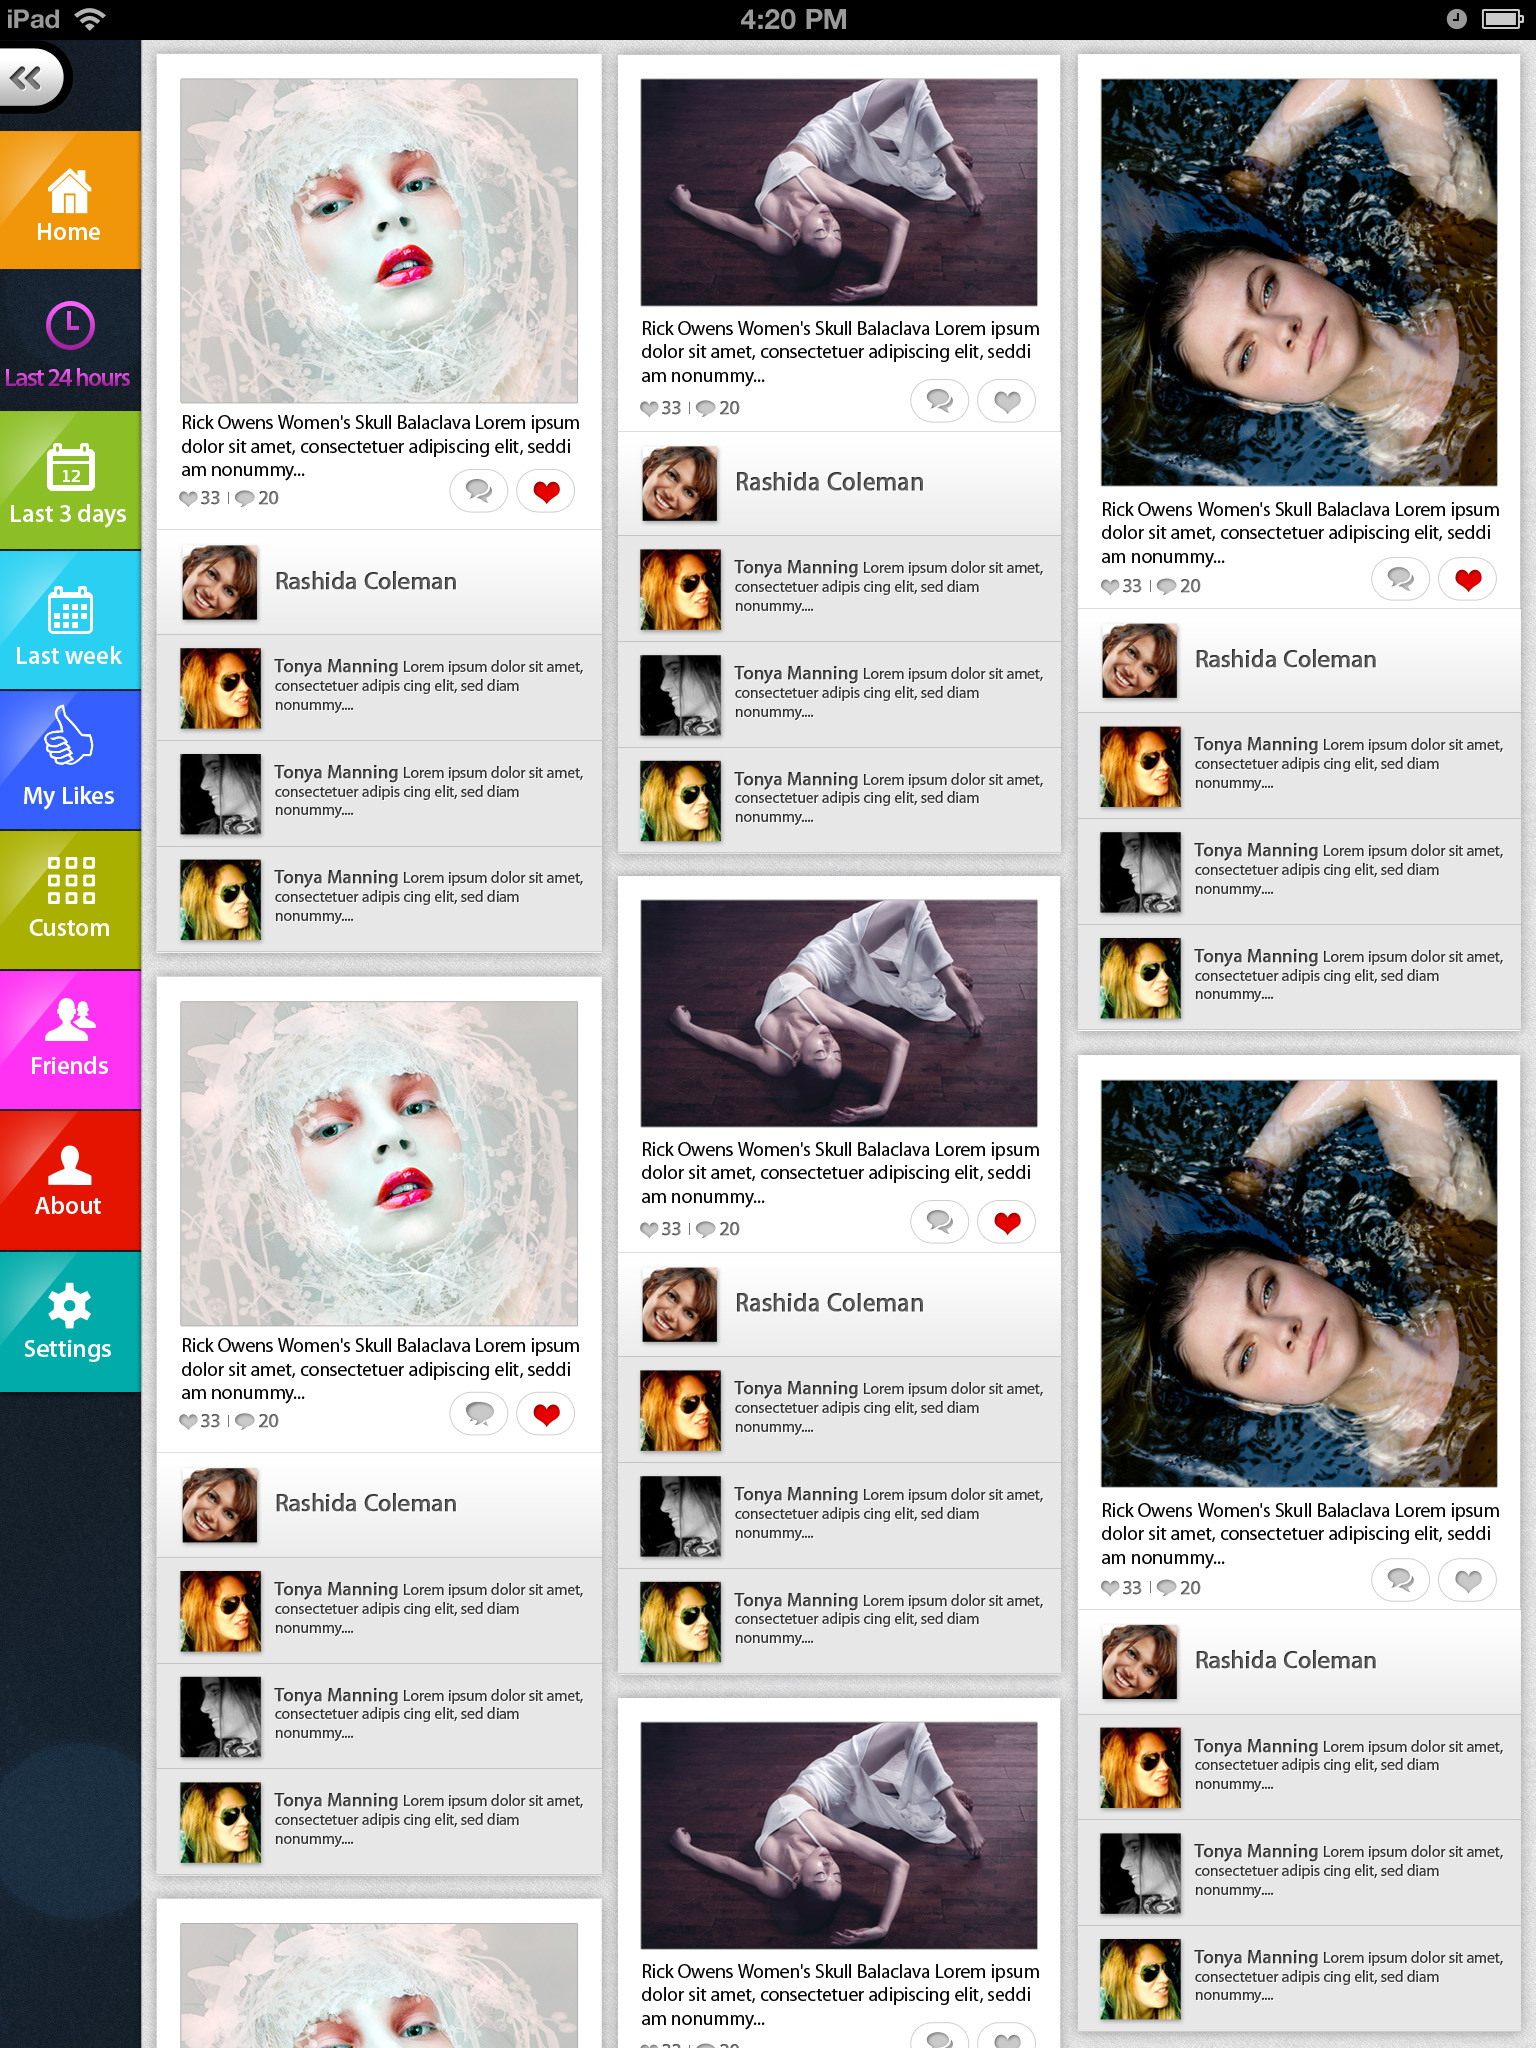 iPad
4:20 PM
Home
Last 24 hours
12
Last 3 days
Last week
My Likes
Custom
Friends
About
Settings
Rick Owens Women's Skull Balaclava Lorem ipsum
dolor sit amet, consectetuer adipiscing elit, seddi
am nonummy...
33 | 20
Rashida Coleman
Tonya Manning Lorem ipsum dolor sit amet,
consectetuer adipis cing elit, sed diam
nonummy....
Tonya Manning Lorem ipsum dolor sit amet,
consectetuer adipis cing elit, sed diam
nonummy....
Tonya Manning Lorem ipsum dolor sit amet,
consectetuer adipis cing elit, sed diam
nonummy....
Rick Owens Women's Skull Balaclava Lorem ipsum
dolor sit amet, consectetuer adipiscing elit, seddi
am nonummy...
33 | 20
Rashida Coleman
Tonya Manning Lorem ipsum dolor sit amet,
consectetuer adipis cing elit, sed diam
nonummy....
Tonya Manning Lorem ipsum dolor sit amet,
consectetuer adipis cing elit, sed diam
nonummy....
Tonya Manning Lorem ipsum dolor sit amet,
consectetuer adipis cing elit, sed diam
nonummy....
Rick Owens Women's Skull Balaclava Lorem ipsum
dolor sit amet, consectetuer adipiscing elit, seddi
am nonummy...
33 | 20
Rashida Coleman
Tonya Manning Lorem ipsum dolor sit amet,
consectetuer adipis cing elit, sed diam
nonummy....
Tonya Manning Lorem ipsum dolor sit amet,
consectetuer adipis cing elit, sed diam
nonummy....
Tonya Manning Lorem ipsum dolor sit amet,
consectetuer adipis cing elit, sed diam
nonummy....
Rick Owens Women's Skull Balaclava Lorem ipsum
dolor sit amet, consectetuer adipiscing elit, seddi
am nonummy...
33 | 20
Rashida Coleman
Tonya Manning Lorem ipsum dolor sit amet,
consectetuer adipis cing elit, sed diam
nonummy....
Tonya Manning Lorem ipsum dolor sit amet,
consectetuer adipis cing elit, sed diam
nonummy....
Tonya Manning Lorem ipsum dolor sit amet,
consectetuer adipis cing elit, sed diam
nonummy....
Rick Owens Women's Skull Balaclava Lorem ipsum
dolor sit amet, consectetuer adipiscing elit, seddi
am nonummy...
33 | 20
Rick Owens Women's Skull Balaclava Lorem ipsum
dolor sit amet, consectetuer adipiscing elit, seddi
am nonummy...
33 | 20
Rashida Coleman
Tonya Manning Lorem ipsum dolor sit amet,
consectetuer adipis cing elit, sed diam
nonummy....
Tonya Manning Lorem ipsum dolor sit amet,
consectetuer adipis cing elit, sed diam
nonummy....
Tonya Manning Lorem ipsum dolor sit amet,
consectetuer adipis cing elit, sed diam
nonummy....
Rick Owens Women's Skull Balaclava Lorem ipsum
dolor sit amet, consectetuer adipiscing elit, seddi
am nonummy...
33 | 20
Rashida Coleman
Tonya Manning Lorem ipsum dolor sit amet,
consectetuer adipis cing elit, sed diam
nonummy....
Tonya Manning Lorem ipsum dolor sit amet,
consectetuer adipis cing elit, sed diam
nonummy....
Tonya Manning Lorem ipsum dolor sit amet,
consectetuer adipis cing elit, sed diam
nonummy....